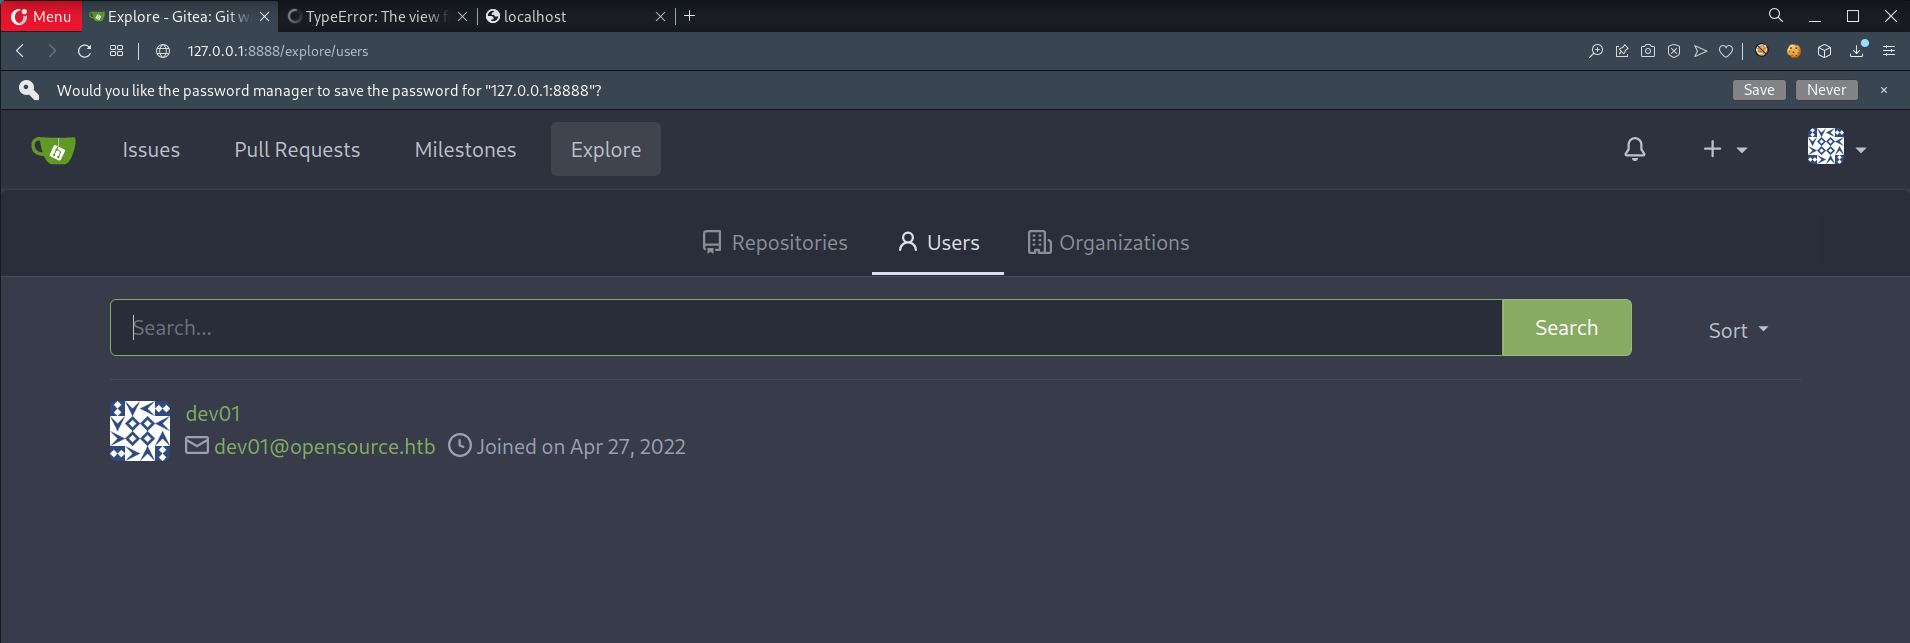 Menu Explore - Gitea: Git w TypeError: The view f localhost
127.0.0.1:8888/explore/users
Would you like the password manager to save the password for "127.0.0.1:8888"? Save Never
Issues Pull Requests Milestones Explore
Repositories Users Organizations
Search... Search Sort
dev01
dev01@opensource.htb Joined on Apr 27, 2022